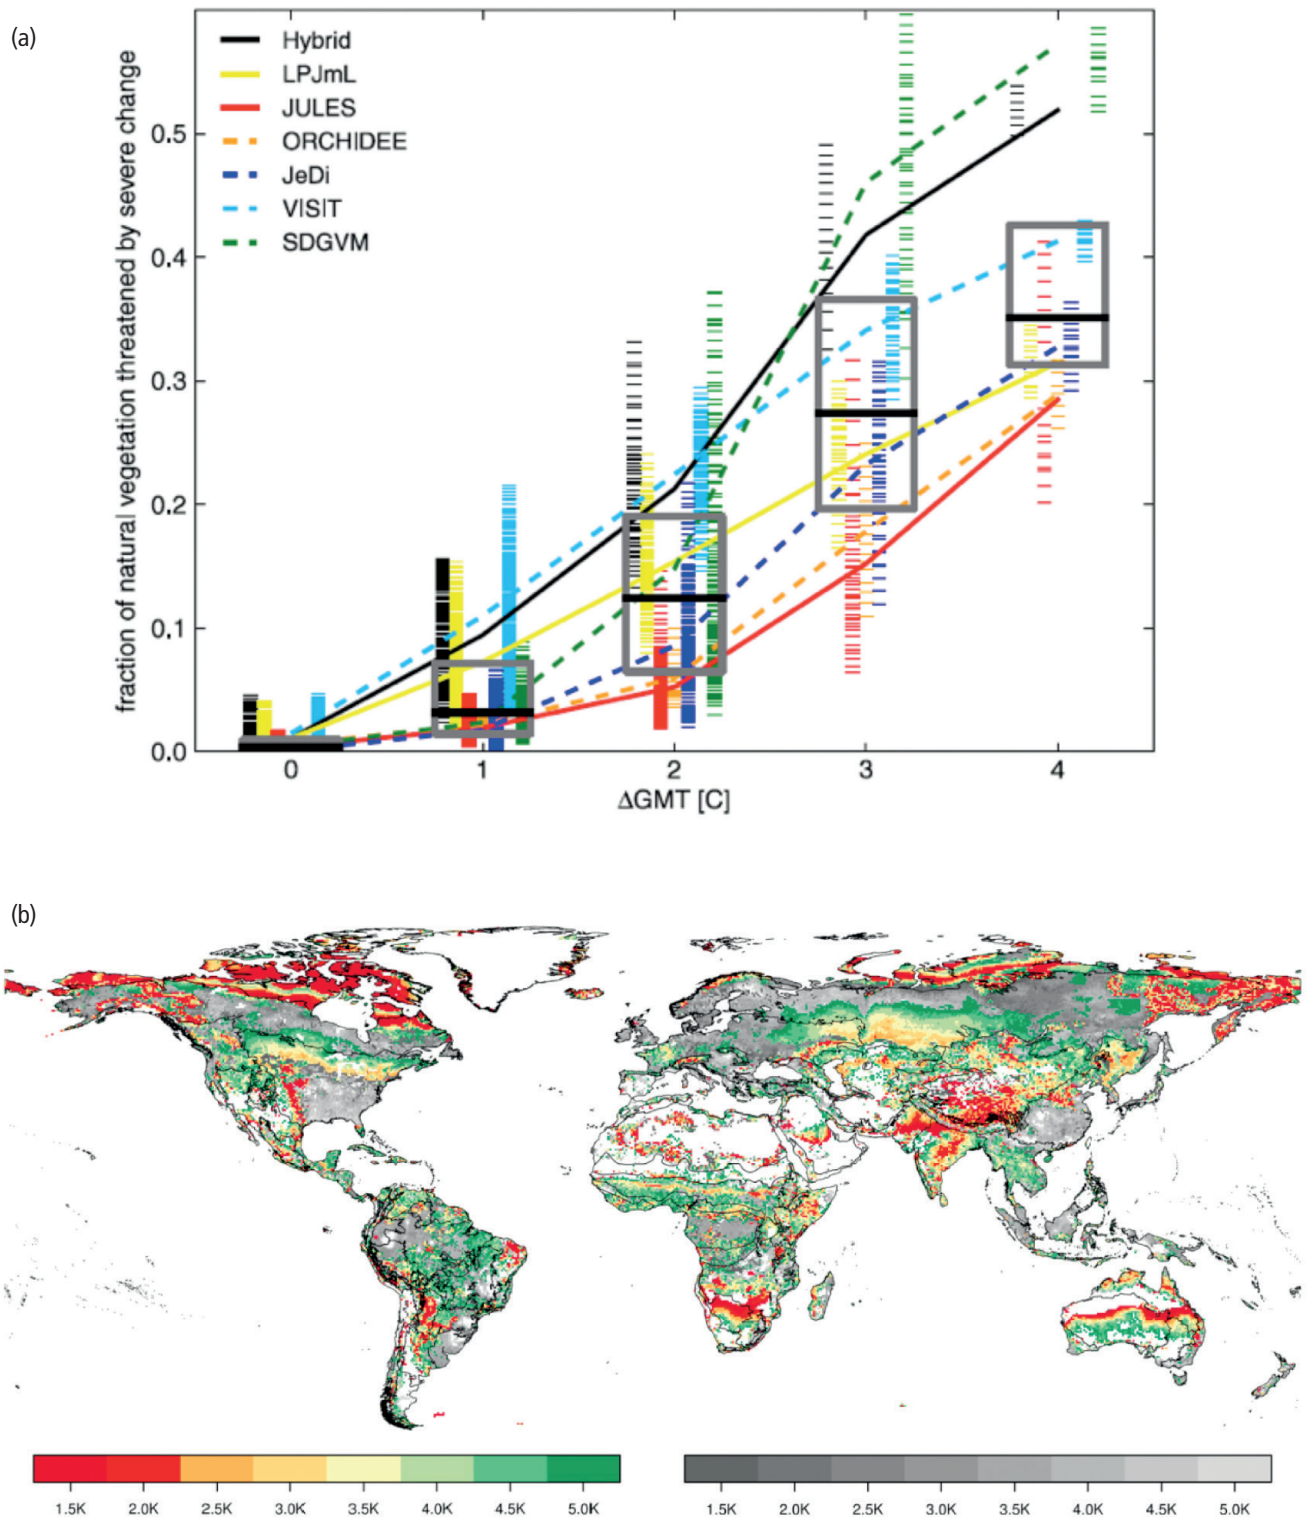 (a)
Hybrid
LPJmL
JULES
ORCHIDEE
JeDi
VISIT
SDGVM
fraction of natural vegetation threatened by severe change
0.5
0.4
0.3
0.2
0.1
0.0
0 1 2 3 4
ΔGMT [C]
(b)
1.5K 2.0K 2.5K 3.0K 3.5K 4.0K 4.5K 5.0K
1.5K 2.0K 2.5K 3.0K 3.5K 4.0K 4.5K 5.0K